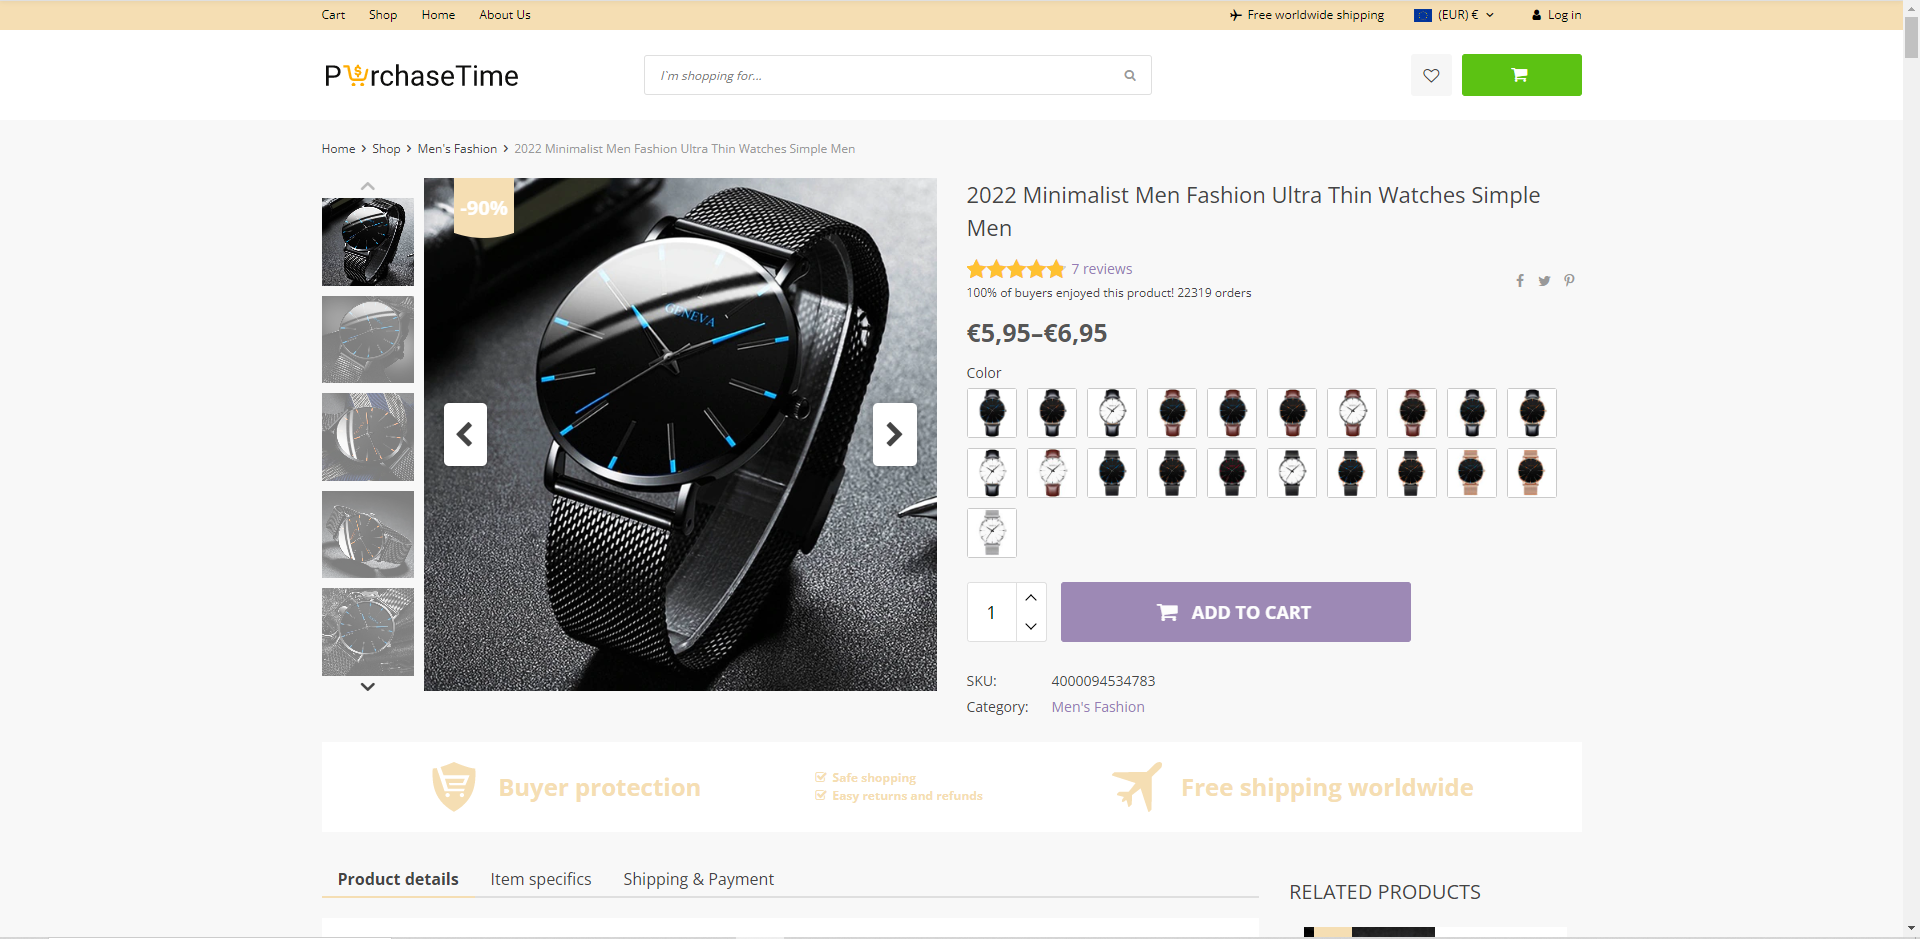 Cart Shop Home About Us Free worldwide shipping (EUR) € Log in
PurchaseTime
I`m shopping for...
Home > Shop > Men's Fashion > 2022 Minimalist Men Fashion Ultra Thin Watches Simple Men
-90%
GENEVA
2022 Minimalist Men Fashion Ultra Thin Watches Simple
Men
7 reviews
100% of buyers enjoyed this product! 22319 orders
€5,95–€6,95
Color
1
ADD TO CART
SKU: 4000094534783
Category: Men's Fashion
Buyer protection
Safe shopping
Easy returns and refunds
Free shipping worldwide
Product details Item specifics Shipping & Payment
RELATED PRODUCTS